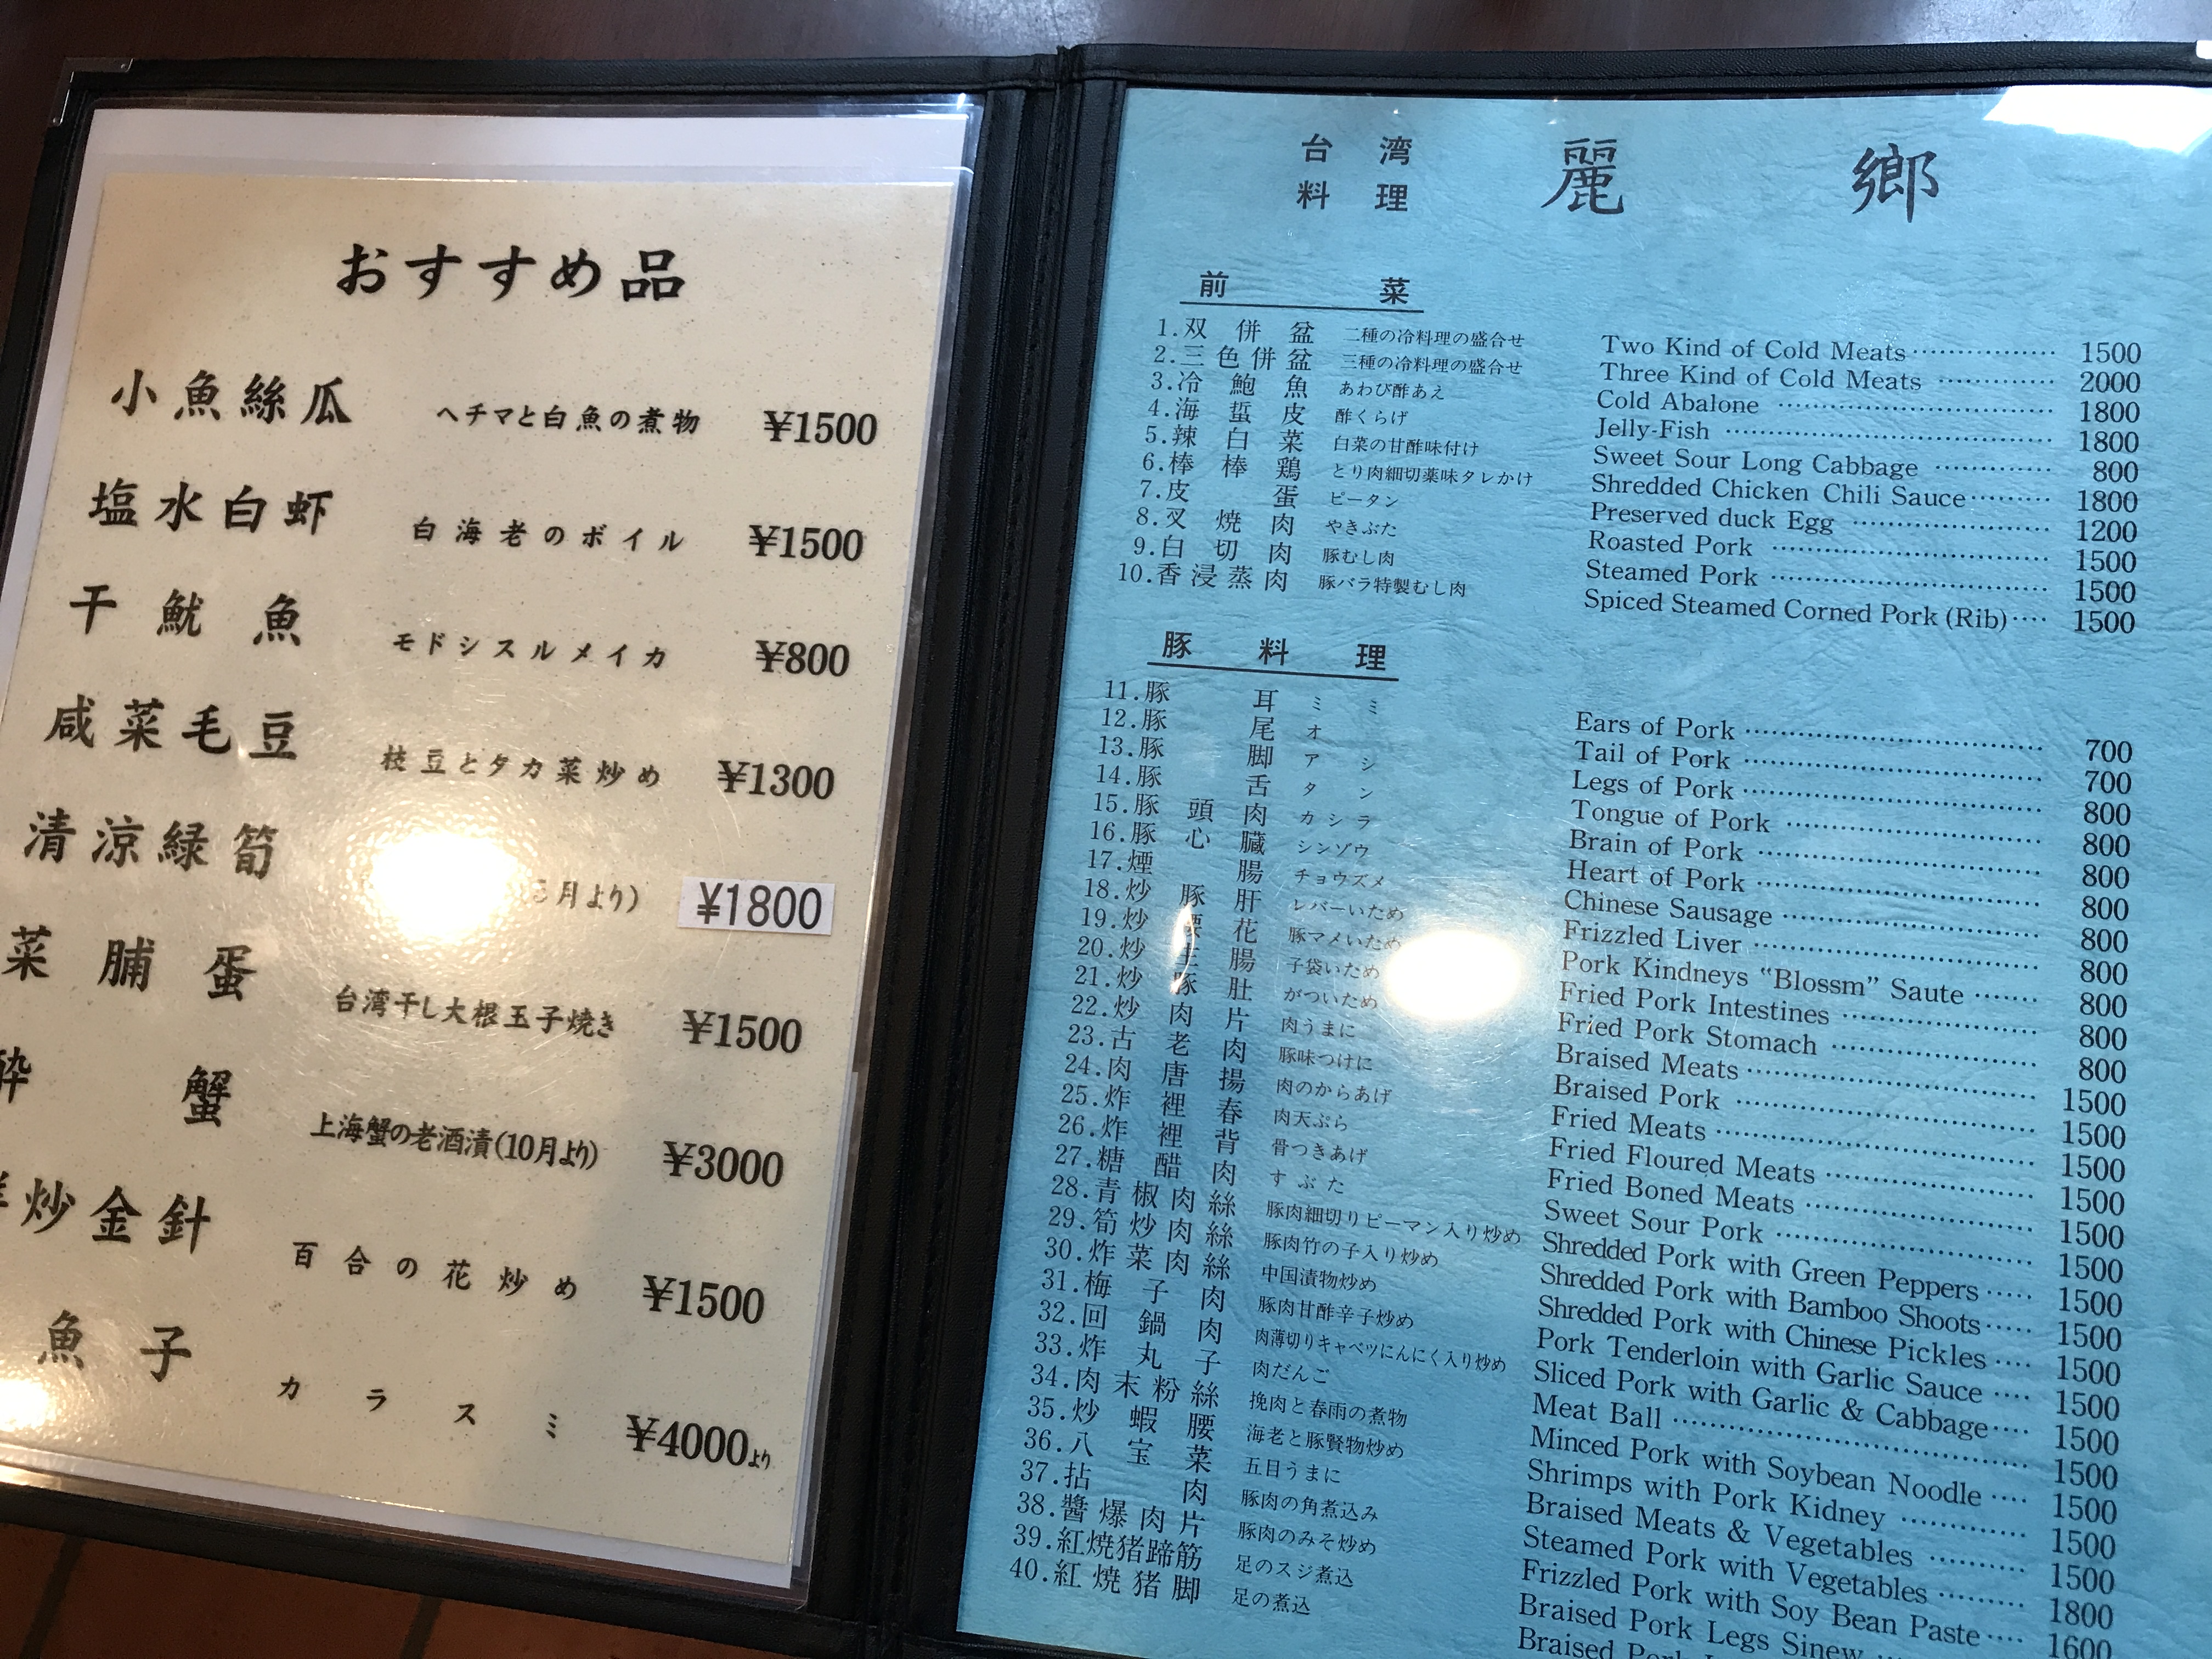 おすすめ品
小魚絲瓜 ヘチマと白魚の煮物 ¥1500
塩水白虾 白海老のボイル ¥1500
干魷魚 モドシスルメイカ ¥800
咸菜毛豆 枝豆とタカ菜炒め ¥1300
清涼緑筍 月より) ¥1800
菜脯蛋 台湾干し大根玉子焼き ¥1500
酔蟹 上海蟹の老酒漬(10月より) ¥3000
炒金針 百合の花炒め ¥1500
魚子 カラスミ ¥4000より
台湾料理 麗郷
前菜
1.双併盆 二種の冷料理の盛合せ Two Kind of Cold Meats 1500
2.三色併盆 三種の冷料理の盛合せ Three Kind of Cold Meats 2000
3.冷鮑魚 あわび酢あえ Cold Abalone 1800
4.海蜇皮 酢くらげ Jelly-Fish 1800
5.辣白菜 白菜の甘酢味付け Sweet Sour Long Cabbage 800
6.棒棒鶏 とり肉細切薬味タレかけ Shredded Chicken Chili Sauce 1800
7.皮蛋 ピータン Preserved duck Egg 1200
8.叉焼肉 やきぶた Roasted Pork 1500
9.白切肉 豚むし肉 Steamed Pork 1500
10.香浸蒸肉 豚バラ特製むし肉 Spiced Steamed Corned Pork (Rib) 1500
豚料理
11.豚耳 ミミ Ears of Pork 700
12.豚尾 オ Tail of Pork 700
13.豚脚 アシ Legs of Pork 800
14.豚舌 タン Tongue of Pork 800
15.豚頭肉 カシラ Brain of Pork 800
16.豚心臓 シンゾウ Heart of Pork 800
17.煙腸 チョウズメ Chinese Sausage 800
18.炒豚肝 レバーいため Frizzled Liver 800
19.炒腰花 豚マメいため Pork Kindneys “Blossm” Saute 800
20.炒生腸 子袋いため Fried Pork Intestines 800
21.炒豚肚 がついため Fried Pork Stomach 800
22.炒肉片 肉うまに Braised Meats 1500
23.古老肉 豚味つけに Braised Pork 1500
24.肉唐揚 肉のからあげ Fried Meats 1500
25.炸裡春 肉天ぷら Fried Floured Meats 1500
26.炸裡背 骨つきあげ Fried Boned Meats 1500
27.糖醋肉 すぶた Sweet Sour Pork 1500
28.青椒肉絲 豚肉細切りピーマン入り炒め Shredded Pork with Green Peppers 1500
29.筍炒肉絲 豚肉竹の子入り炒め Shredded Pork with Bamboo Shoots 1500
30.炸菜肉絲 中国漬物炒め Shredded Pork with Chinese Pickles 1500
31.梅子肉 豚肉甘酢辛子炒め Pork Tenderloin with Garlic Sauce 1500
32.回鍋肉 肉薄切りキャベツにんにく入り炒め Sliced Pork with Garlic & Cabbage 1500
33.炸丸子 肉だんご Meat Ball 1500
34.肉末粉絲 挽肉と春雨の煮物 Minced Pork with Soybean Noodle 1500
35.炒蝦腰 海老と豚賢物炒め Shrimps with Pork Kidney 1500
36.八宝菜 五目うまに Braised Meats & Vegetables 1500
37.拈肉 豚肉の角煮込み Steamed Pork with Vegetables 1800
38.醬爆肉片 豚肉のみそ炒め Frizzled Pork with Soy Bean Paste 1600
39.紅焼猪蹄筋 足のスジ煮込 Braised Pork Legs Sinew
40.紅焼猪脚 足の煮込 Braised